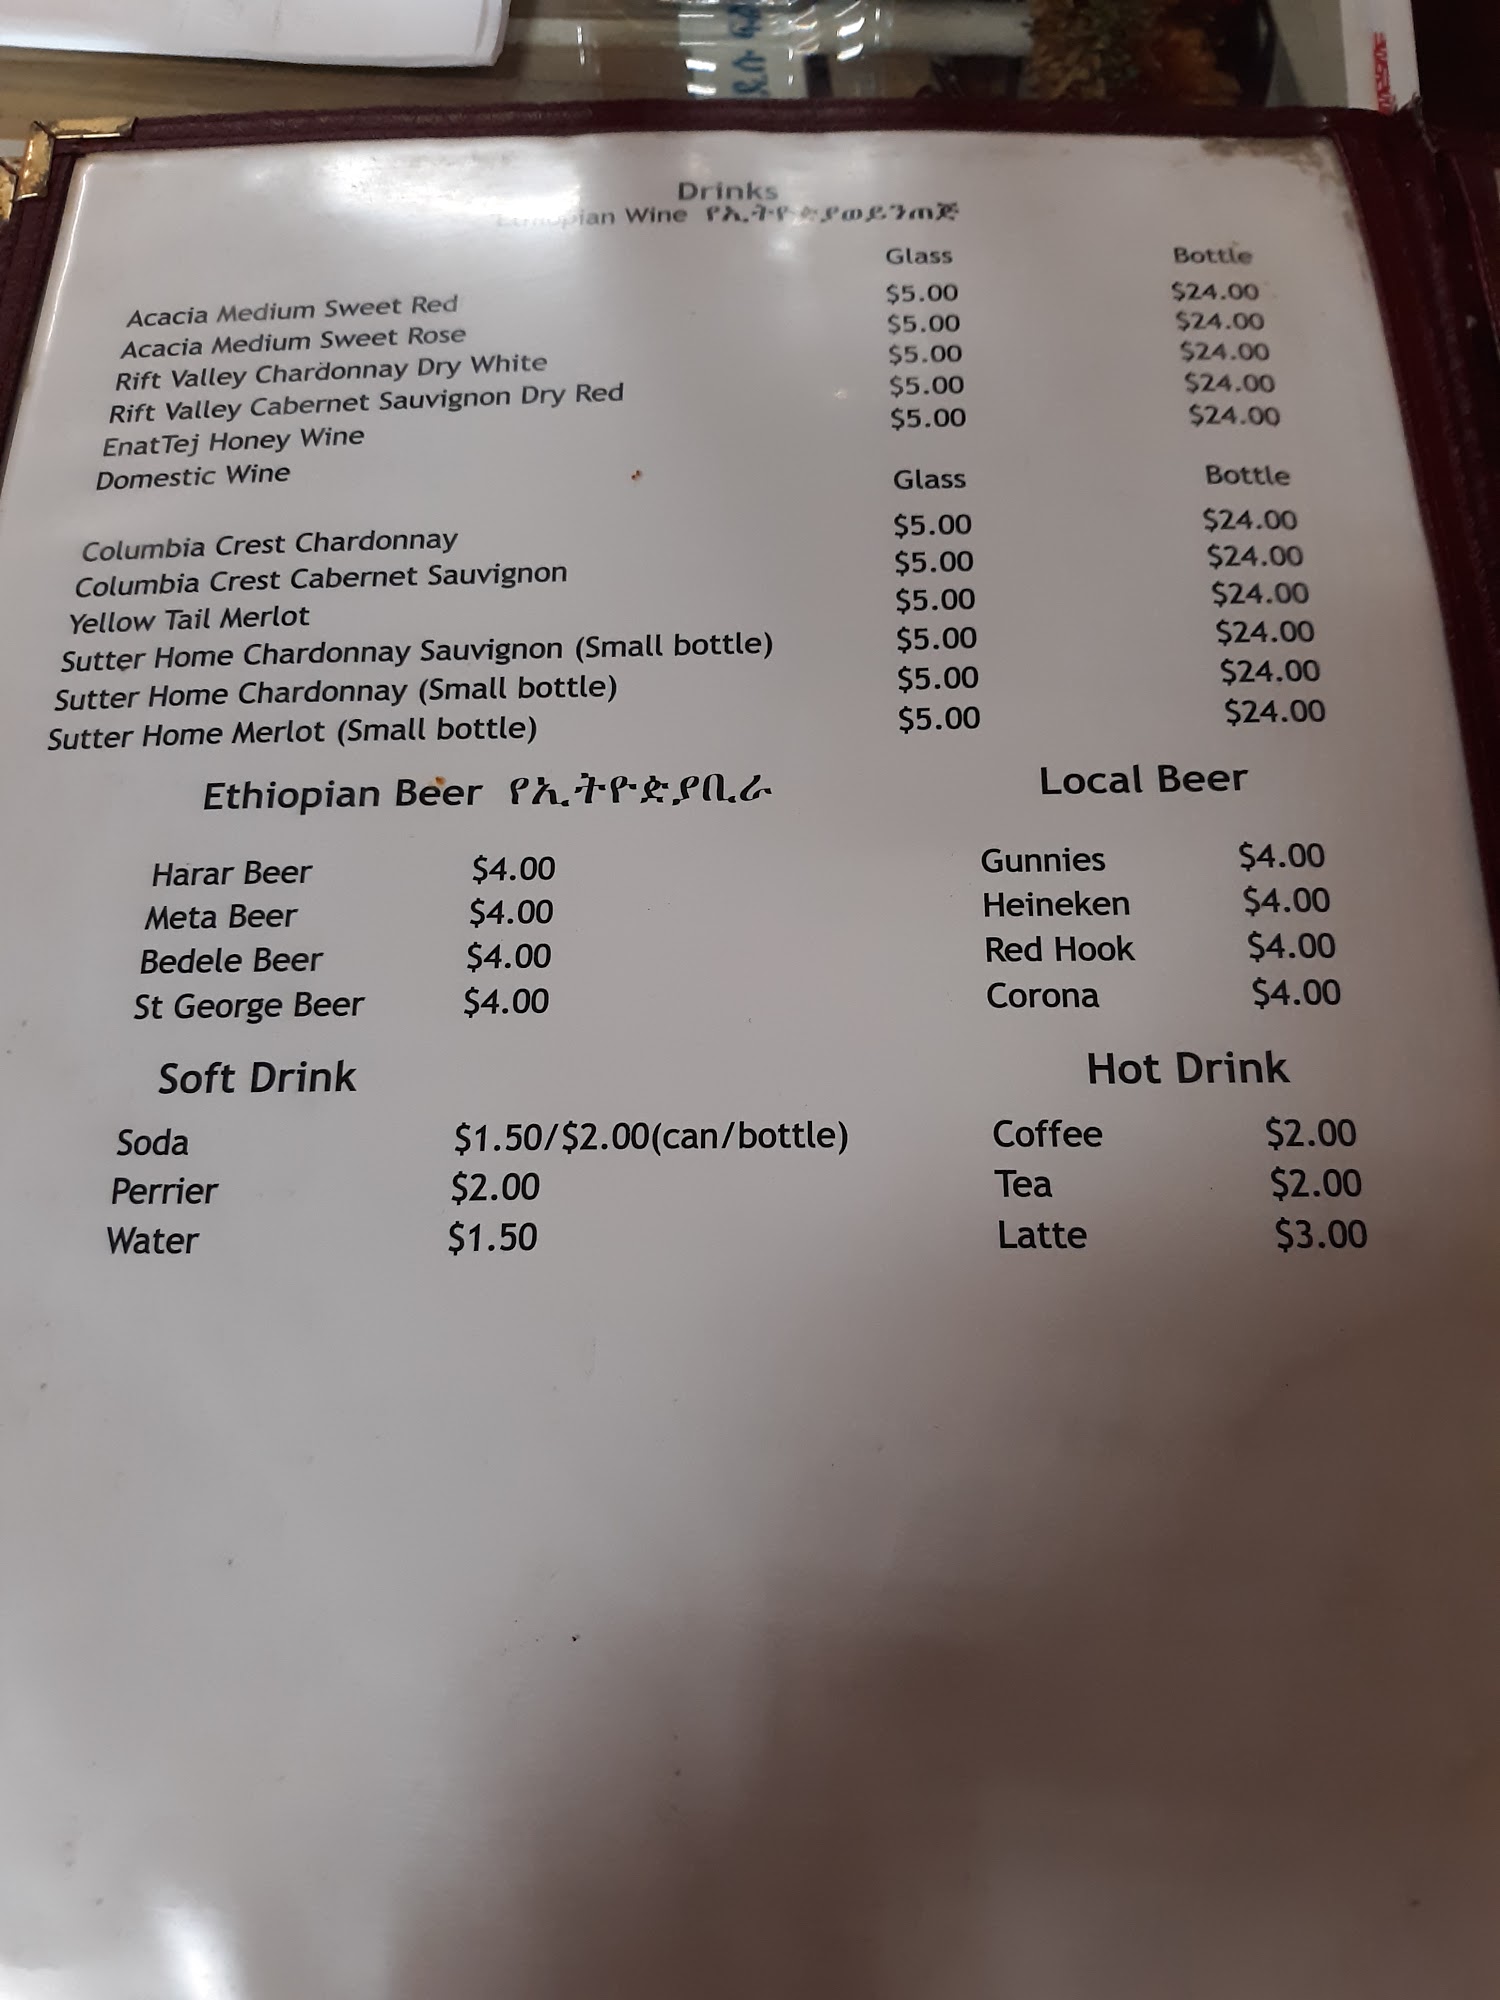 Drinks
Ethiopian Wine የኢትዮጵያወይንጠጅ
Glass Bottle
Acacia Medium Sweet Red $5.00 $24.00
Acacia Medium Sweet Rose $5.00 $24.00
Rift Valley Chardonnay Dry White $5.00 $24.00
Rift Valley Cabernet Sauvignon Dry Red $5.00 $24.00
EnatTej Honey Wine $5.00 $24.00
Domestic Wine Glass Bottle
Columbia Crest Chardonnay $5.00 $24.00
Columbia Crest Cabernet Sauvignon $5.00 $24.00
Yellow Tail Merlot $5.00 $24.00
Sutter Home Chardonnay Sauvignon (Small bottle) $5.00 $24.00
Sutter Home Chardonnay (Small bottle) $5.00 $24.00
Sutter Home Merlot (Small bottle) $5.00 $24.00
Ethiopian Beer የኢትዮጵያቢራ
Harar Beer $4.00
Meta Beer $4.00
Bedele Beer $4.00
St George Beer $4.00
Local Beer
Gunnies $4.00
Heineken $4.00
Red Hook $4.00
Corona $4.00
Soft Drink
Soda $1.50/$2.00(can/bottle)
Perrier $2.00
Water $1.50
Hot Drink
Coffee $2.00
Tea $2.00
Latte $3.00